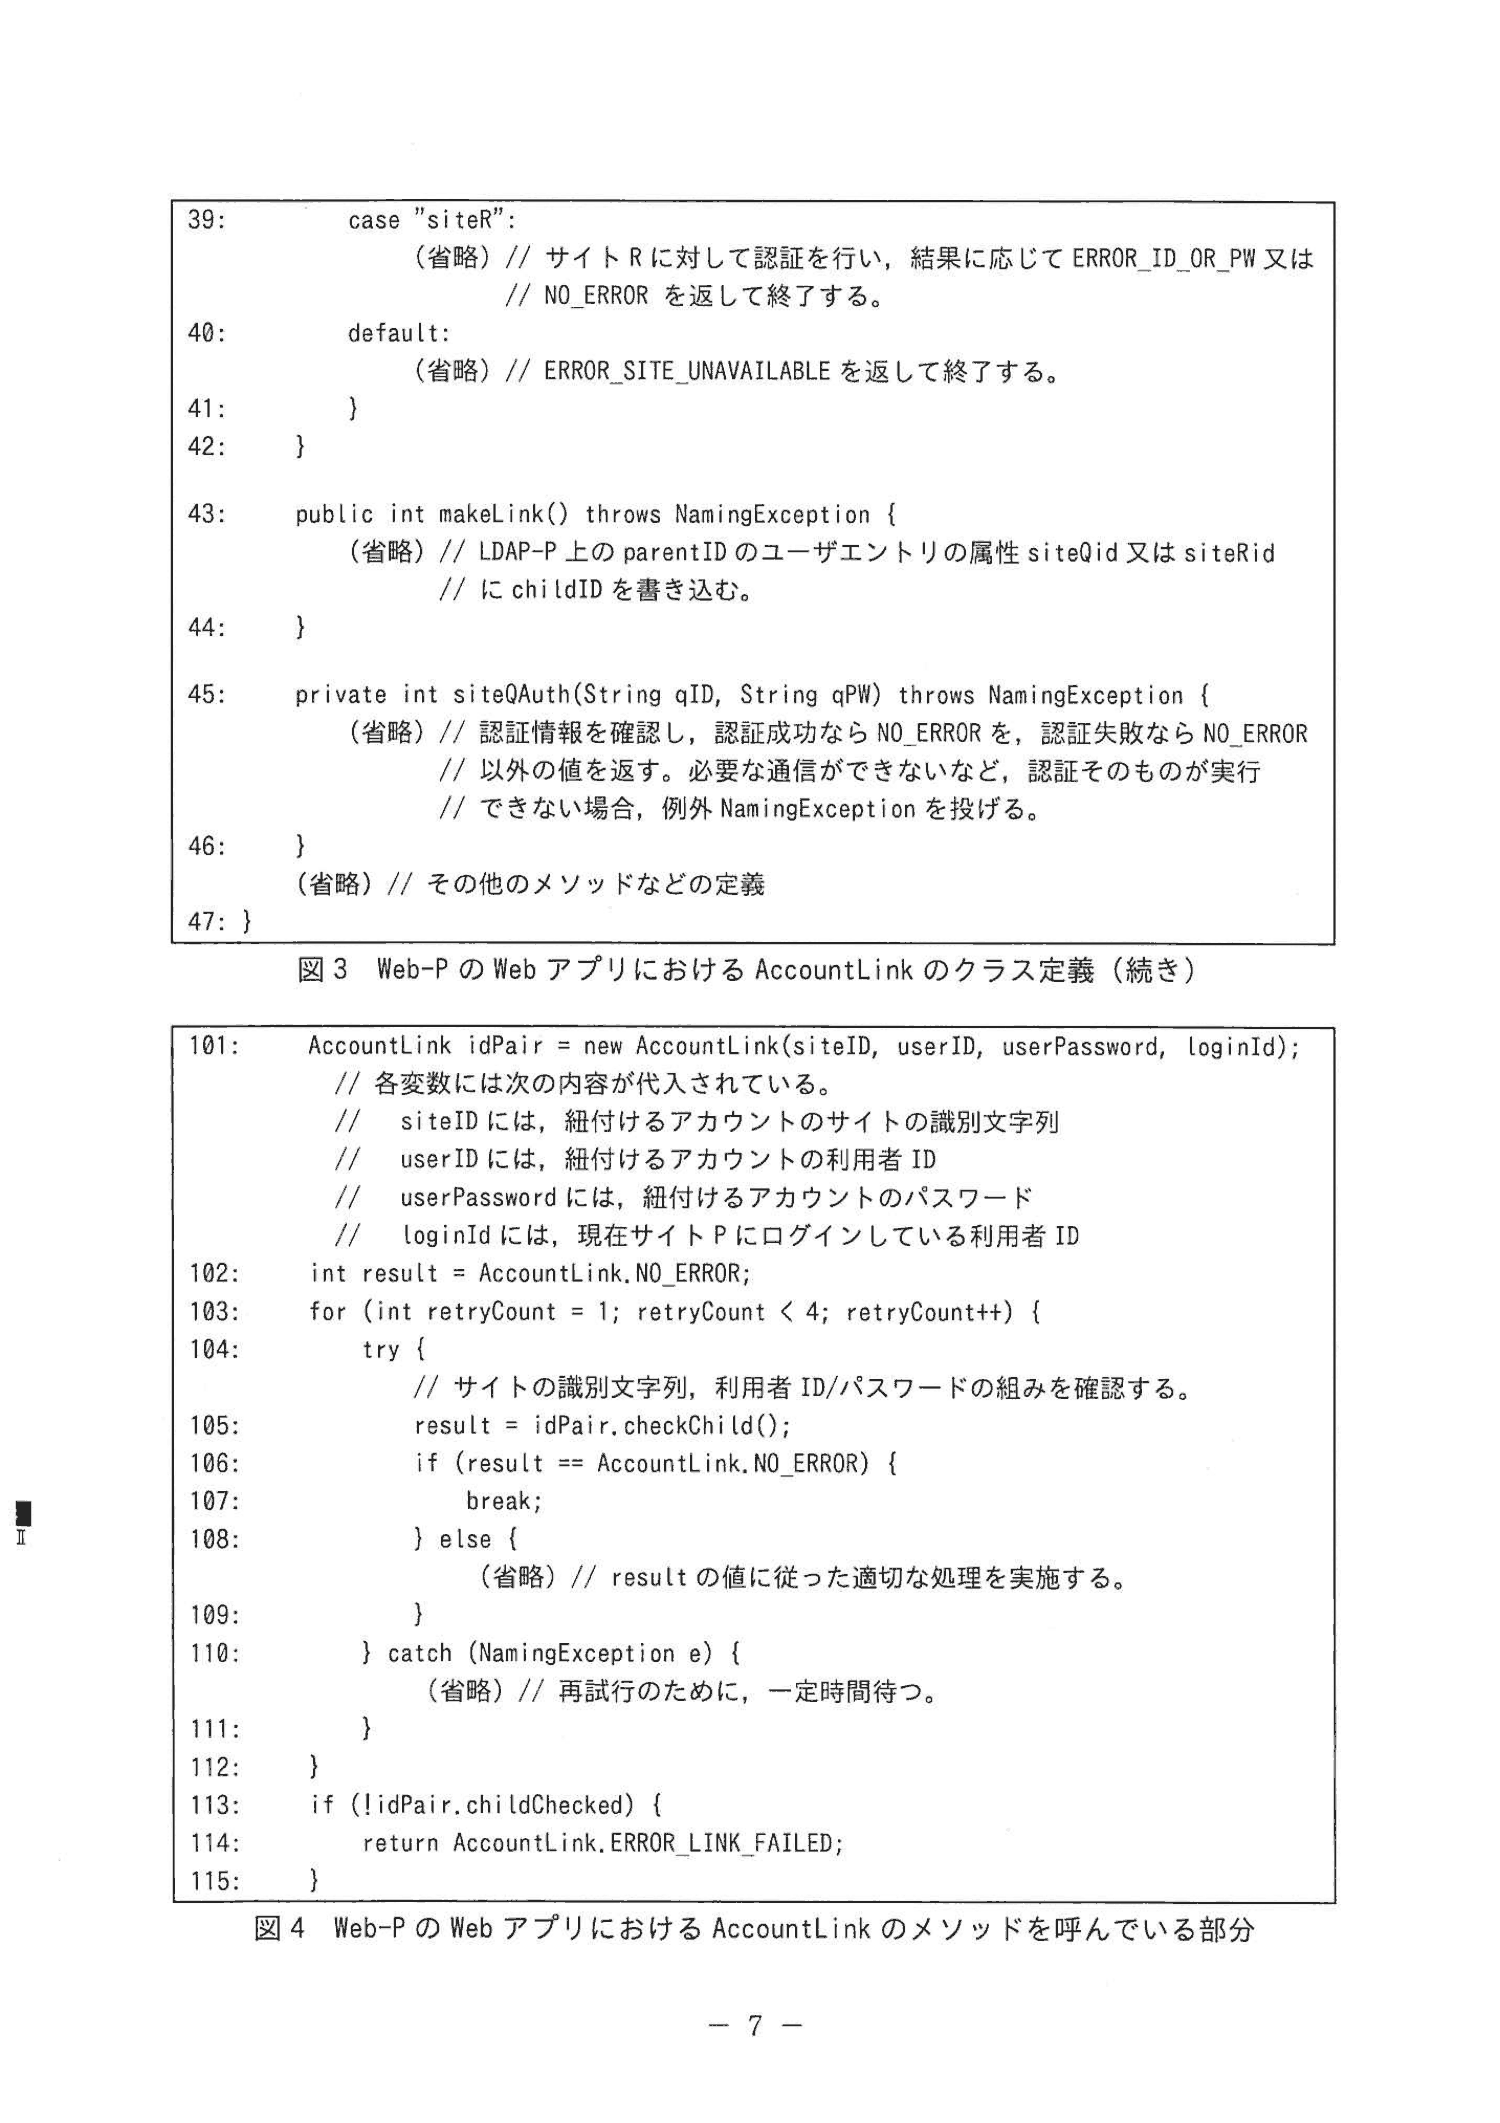 39: case "siteR":
(省略) // サイト R に対して認証を行い，結果に応じて ERROR_ID_OR_PW 又は
// NO_ERROR を返して終了する。
40: default:
(省略) // ERROR_SITE_UNAVAILABLE を返して終了する。
41: }
42: }
43: public int makeLink() throws NamingException {
(省略) // LDAP-P 上の parentID のユーザエントリの属性 siteQid 又は siteRid
// に childID を書き込む。
44: }
45: private int siteQAuth(String qID, String qPW) throws NamingException {
(省略) // 認証情報を確認し，認証成功なら NO_ERROR を，認証失敗なら NO_ERROR
// 以外の値を返す。必要な通信ができないなど，認証そのものが実行
// できない場合，例外 NamingException を投げる。
46: }
(省略) // その他のメソッドなどの定義
47: }
図 3 Web-P の Web アプリにおける AccountLink のクラス定義（続き）
101: AccountLink idPair = new AccountLink(siteID, userID, userPassword, loginId);
// 各変数には次の内容が代入されている。
// siteID には，紐付けるアカウントのサイトの識別文字列
// userID には，紐付けるアカウントの利用者 ID
// userPassword には，紐付けるアカウントのパスワード
// loginId には，現在サイト P にログインしている利用者 ID
102: int result = AccountLink.NO_ERROR;
103: for (int retryCount = 1; retryCount < 4; retryCount++) {
104: try {
// サイトの識別文字列，利用者 ID/パスワードの組みを確認する。
105: result = idPair.checkChild();
106: if (result == AccountLink.NO_ERROR) {
107: break;
108: } else {
(省略) // result の値に従った適切な処理を実施する。
109: }
110: } catch (NamingException e) {
(省略) // 再試行のために，一定時間待つ。
111: }
112: }
113: if (!idPair.childChecked) {
114: return AccountLink.ERROR_LINK_FAILED;
115: }
図 4 Web-P の Web アプリにおける AccountLink のメソッドを呼んでいる部分
Ⅱ
－ 7 －